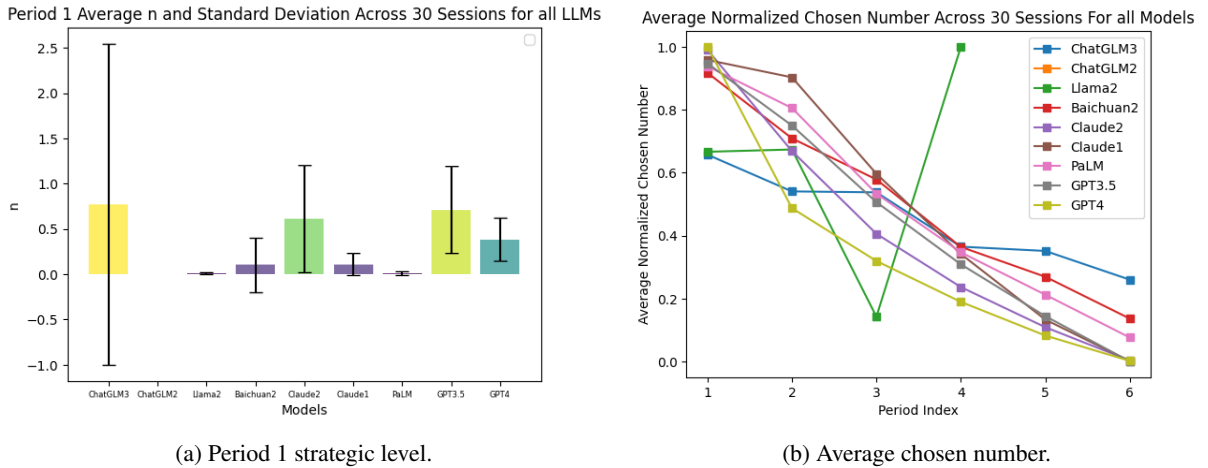 Period 1 Average n and Standard Deviation Across 30 Sessions for all LLMs
2.5
2.0
1.5
1.0
0.5
0.0
−0.5
−1.0
n
ChatGLM3 ChatGLM2 Llama2 Baichuan2 Claude2 Claude1 PaLM GPT3.5 GPT4
Models
(a) Period 1 strategic level.
Average Normalized Chosen Number Across 30 Sessions For all Models
1.0
0.8
0.6
0.4
0.2
0.0
Average Normalized Chosen Number
ChatGLM3
ChatGLM2
Llama2
Baichuan2
Claude2
Claude1
PaLM
GPT3.5
GPT4
1 2 3 4 5 6
Period Index
(b) Average chosen number.